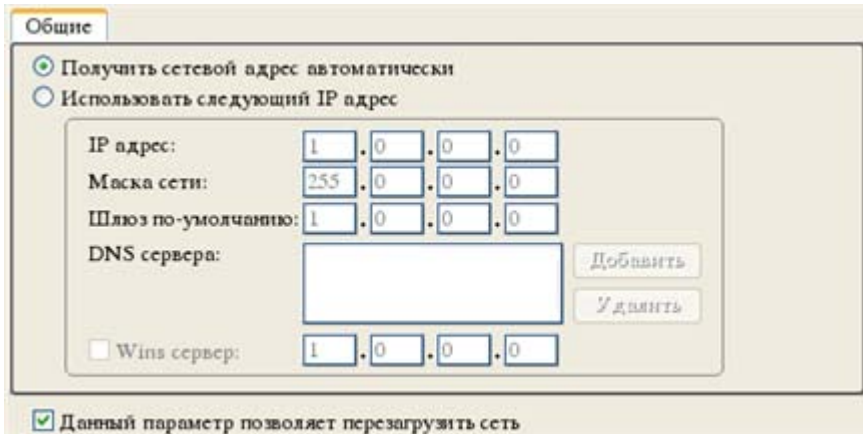 Общие
Получить сетевой адрес автоматически
Использовать следующий IP адрес
IP адрес: 1 . 0 . 0 . 0
Маска сети: 255 . 0 . 0 . 0
Шлюз по-умолчанию: 1 . 0 . 0 . 0
DNS сервера: Добавить
Удалить
Wins сервер: 1 . 0 . 0 . 0
Данный параметр позволяет перезагрузить сеть